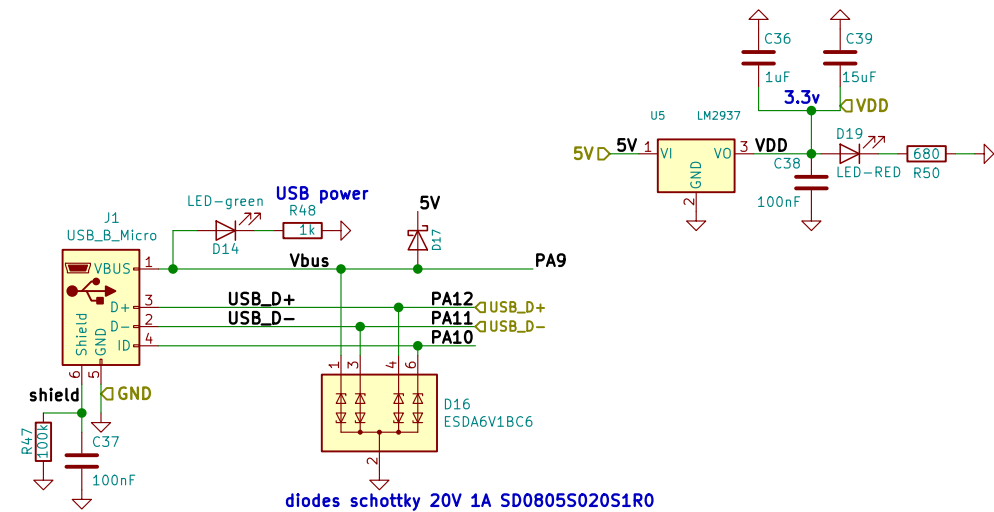 C36
1uF
C39
15uF
3.3v
VDD
U5
LM2937
5V
5V
1
VI
VO
3
VDD
GND
2
D19
LED-RED
680
R50
C38
100nF
USB power
LED-green
D14
R48
1k
5V
D17
J1
USB_B_Micro
VBUS
1
Vbus
PA9
D+
3
USB_D+
PA12
USB_D+
D-
2
USB_D-
PA11
USB_D-
ID
4
PA10
Shield
GND
6
5
shield
GND
R47
100k
C37
100nF
1
3
4
6
D16
ESDA6V1BC6
2
diodes schottky 20V 1A SD0805S020S1R0